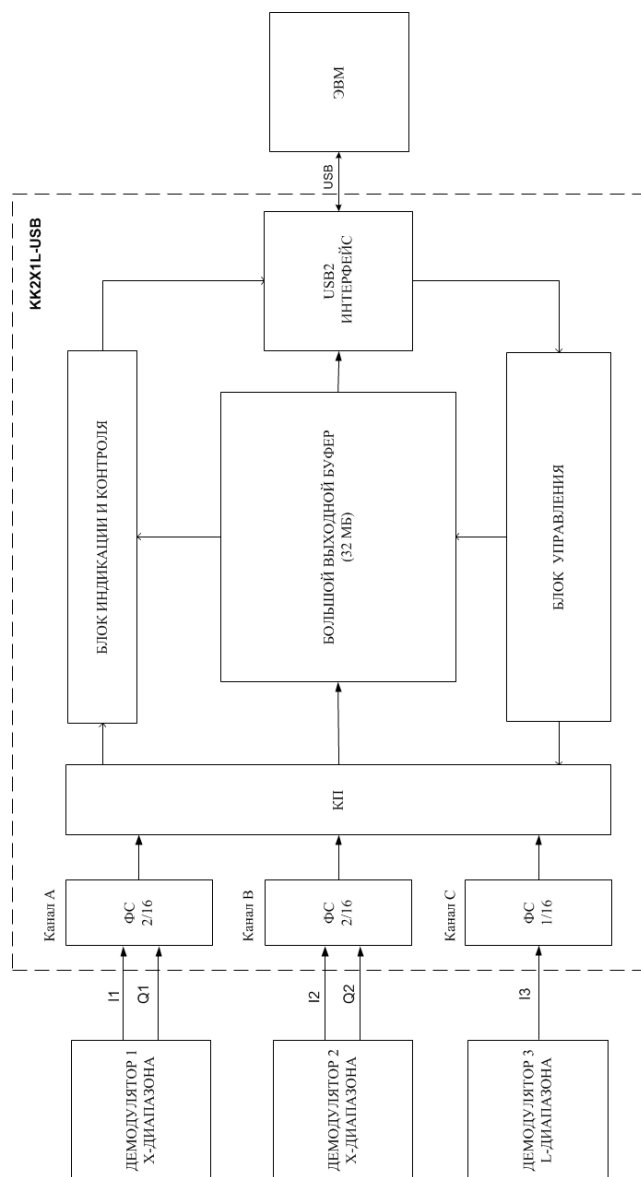 KK2X1L-USB
ДЕМОДУЛЯТОР 1
X-ДИАПАЗОНА
I1
Q1
Канал A
ФС
2/16
ДЕМОДУЛЯТОР 2
X-ДИАПАЗОНА
I2
Q2
Канал B
ФС
2/16
ДЕМОДУЛЯТОР 3
L-ДИАПАЗОНА
I3
Канал C
ФС
1/16
КП
БЛОК ИНДИКАЦИИ И КОНТРОЛЯ
БОЛЬШОЙ ВЫХОДНОЙ БУФЕР
(32 МБ)
БЛОК УПРАВЛЕНИЯ
USB2
ИНТЕРФЕЙС
USB
ЭВМ